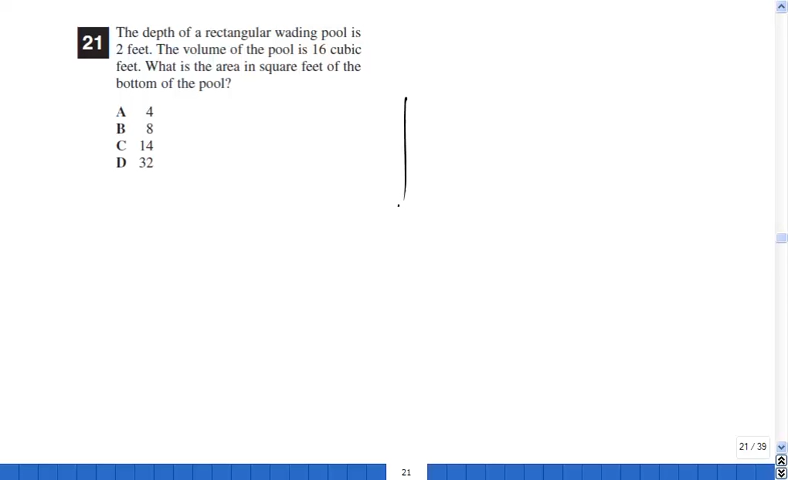 21
The depth of a rectangular wading pool is
2 feet. The volume of the pool is 16 cubic
feet. What is the area in square feet of the
bottom of the pool?
A 4
B 8
C 14
D 32
21 / 39
21